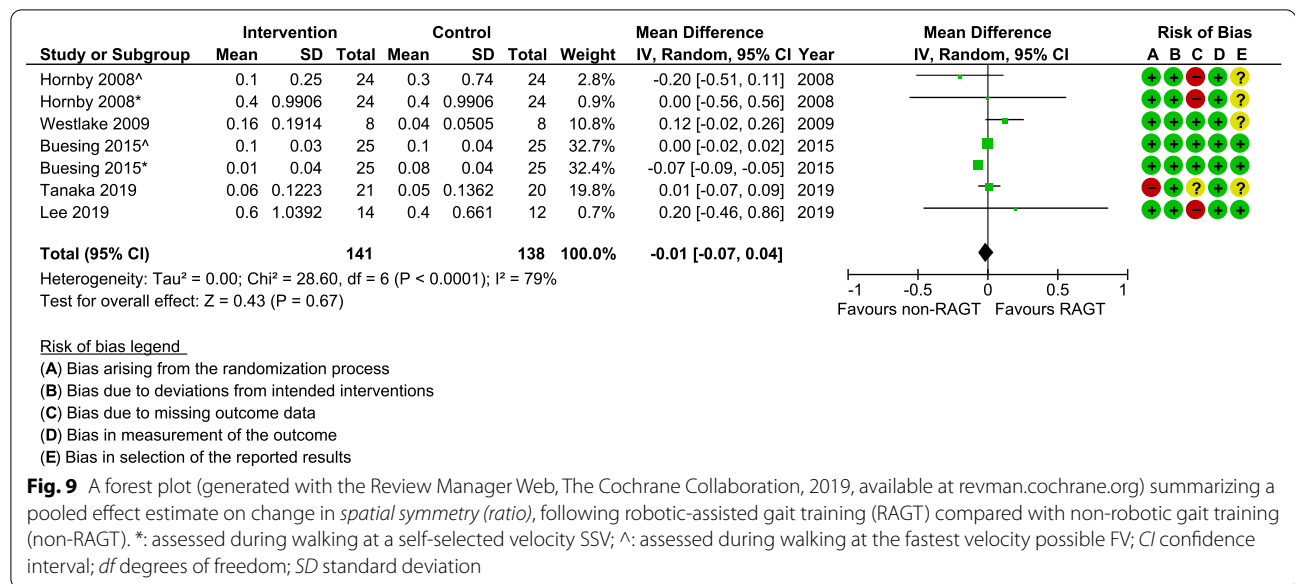 Intervention Control Mean Difference Mean Difference Risk of Bias
Study or Subgroup Mean SD Total Mean SD Total Weight IV, Random, 95% CI Year IV, Random, 95% CI A B C D E
Hornby 2008^ 0.1 0.25 24 0.3 0.74 24 2.8% -0.20 [-0.51, 0.11] 2008 + + − + ?
Hornby 2008* 0.4 0.9906 24 0.4 0.9906 24 0.9% 0.00 [-0.56, 0.56] 2008 + + − + ?
Westlake 2009 0.16 0.1914 8 0.04 0.0505 8 10.8% 0.12 [-0.02, 0.26] 2009 + + + + ?
Buesing 2015^ 0.1 0.03 25 0.1 0.04 25 32.7% 0.00 [-0.02, 0.02] 2015 + + + + +
Buesing 2015* 0.01 0.04 25 0.08 0.04 25 32.4% -0.07 [-0.09, -0.05] 2015 + + + + +
Tanaka 2019 0.06 0.1223 21 0.05 0.1362 20 19.8% 0.01 [-0.07, 0.09] 2019 − + ? + ?
Lee 2019 0.6 1.0392 14 0.4 0.661 12 0.7% 0.20 [-0.46, 0.86] 2019 + + − + +
Total (95% CI) 141 138 100.0% -0.01 [-0.07, 0.04]
Heterogeneity: Tau² = 0.00; Chi² = 28.60, df = 6 (P < 0.0001); I² = 79%
Test for overall effect: Z = 0.43 (P = 0.67)
-1 -0.5 0 0.5 1
Favours non-RAGT Favours RAGT
Risk of bias legend
(A) Bias arising from the randomization process
(B) Bias due to deviations from intended interventions
(C) Bias due to missing outcome data
(D) Bias in measurement of the outcome
(E) Bias in selection of the reported results
Fig. 9 A forest plot (generated with the Review Manager Web, The Cochrane Collaboration, 2019, available at revman.cochrane.org) summarizing a
pooled effect estimate on change in spatial symmetry (ratio), following robotic-assisted gait training (RAGT) compared with non-robotic gait training
(non-RAGT). *: assessed during walking at a self-selected velocity SSV; ^: assessed during walking at the fastest velocity possible FV; CI confidence
interval; df degrees of freedom; SD standard deviation